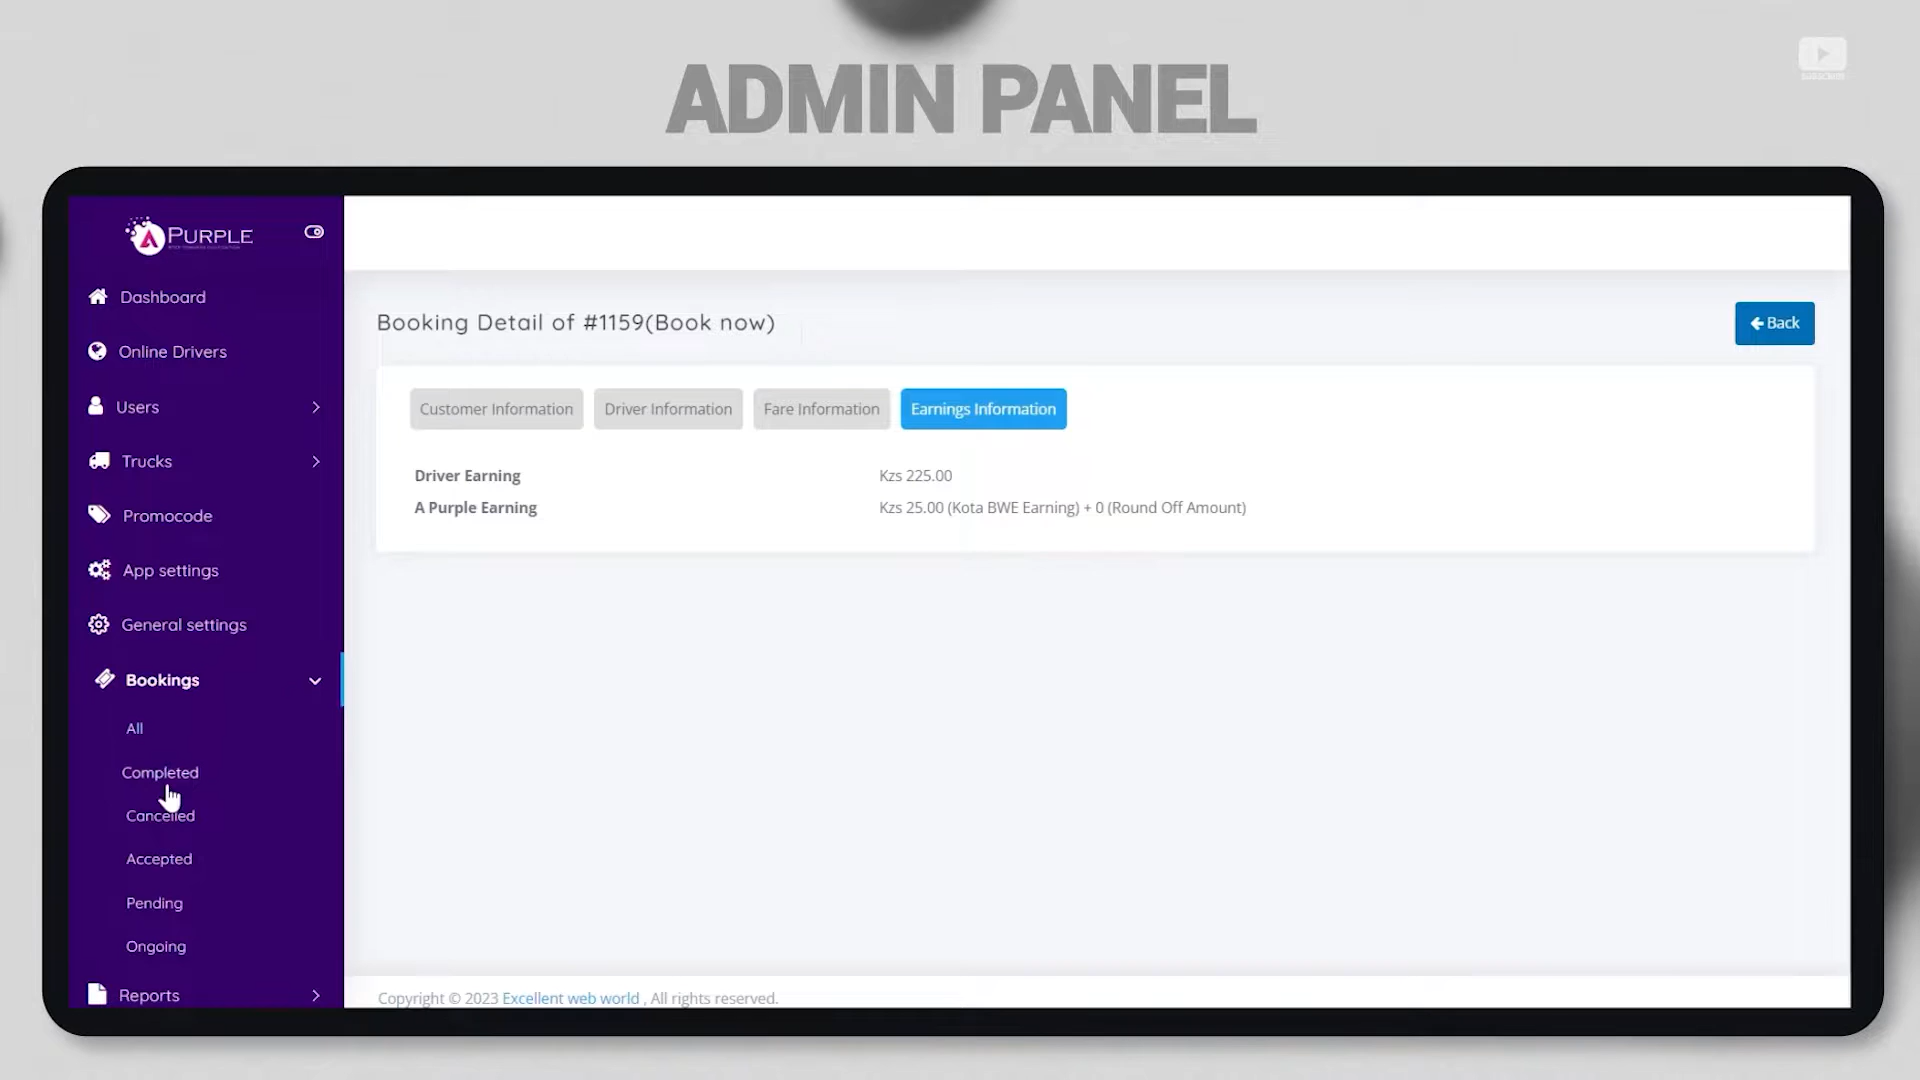 ADMIN PANEL
SUBSCRIBE
PURPLE
Dashboard
Online Drivers
Users
Trucks
Promocode
App settings
General settings
Bookings
All
Completed
Cancelled
Accepted
Pending
Ongoing
Reports
Booking Detail of #1159(Book now)
Back
Customer Information Driver Information Fare Information Earnings Information
Driver Earning Kzs 225.00
A Purple Earning Kzs 25.00 (Kota BWE Earning) + 0 (Round Off Amount)
Copyright © 2023 Excellent web world , All rights reserved.